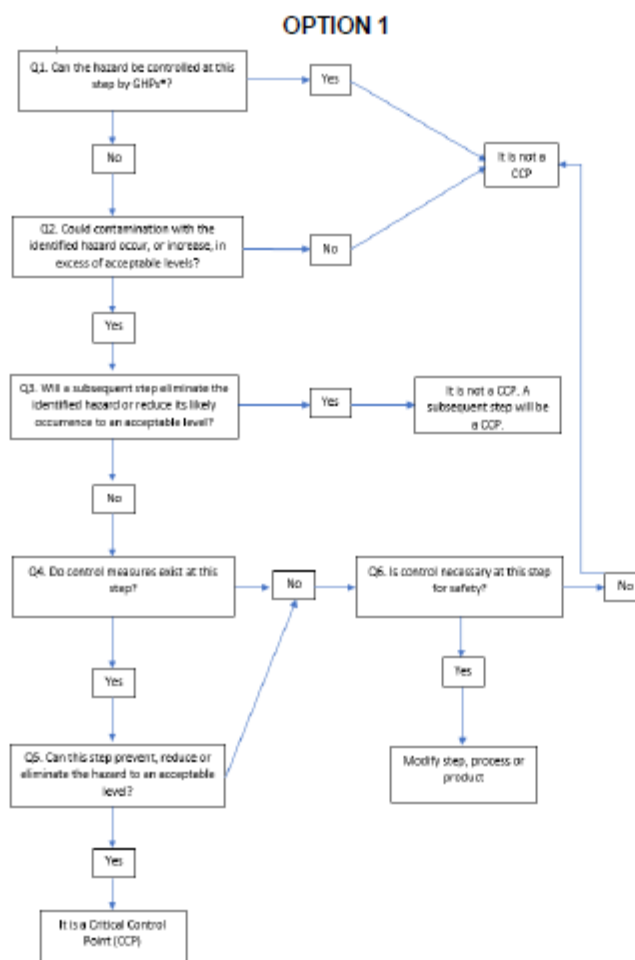 OPTION 1
Q1. Can the hazard be controlled at this
step by GHPs*?
Yes
It is not a
CCP
No
Q2. Could contamination with the
identified hazard occur, or increase, in
excess of acceptable levels?
No
Yes
Q3. Will a subsequent step eliminate the
identified hazard or reduce its likely
occurrence to an acceptable level?
Yes
It is not a CCP. A
subsequent step will be
a CCP.
No
Q4. Do control measures exist at this
step?
No
Q6. Is control necessary at this step
for safety?
No
Yes
Yes
Q5. Can this step prevent, reduce or
eliminate the hazard to an acceptable
level?
Modify step, process or
product
Yes
It is a Critical Control
Point (CCP)